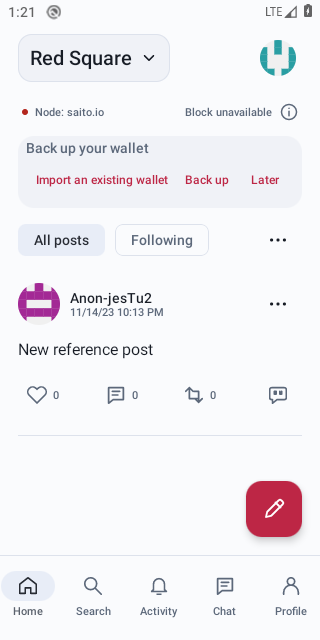 1:21
LTE
Red Square
Node: saito.io
Block unavailable
Back up your wallet
Import an existing wallet
Back up
Later
All posts
Following
Anon-jesTu2
11/14/23 10:13 PM
New reference post
0
0
0
Home
Search
Activity
Chat
Profile